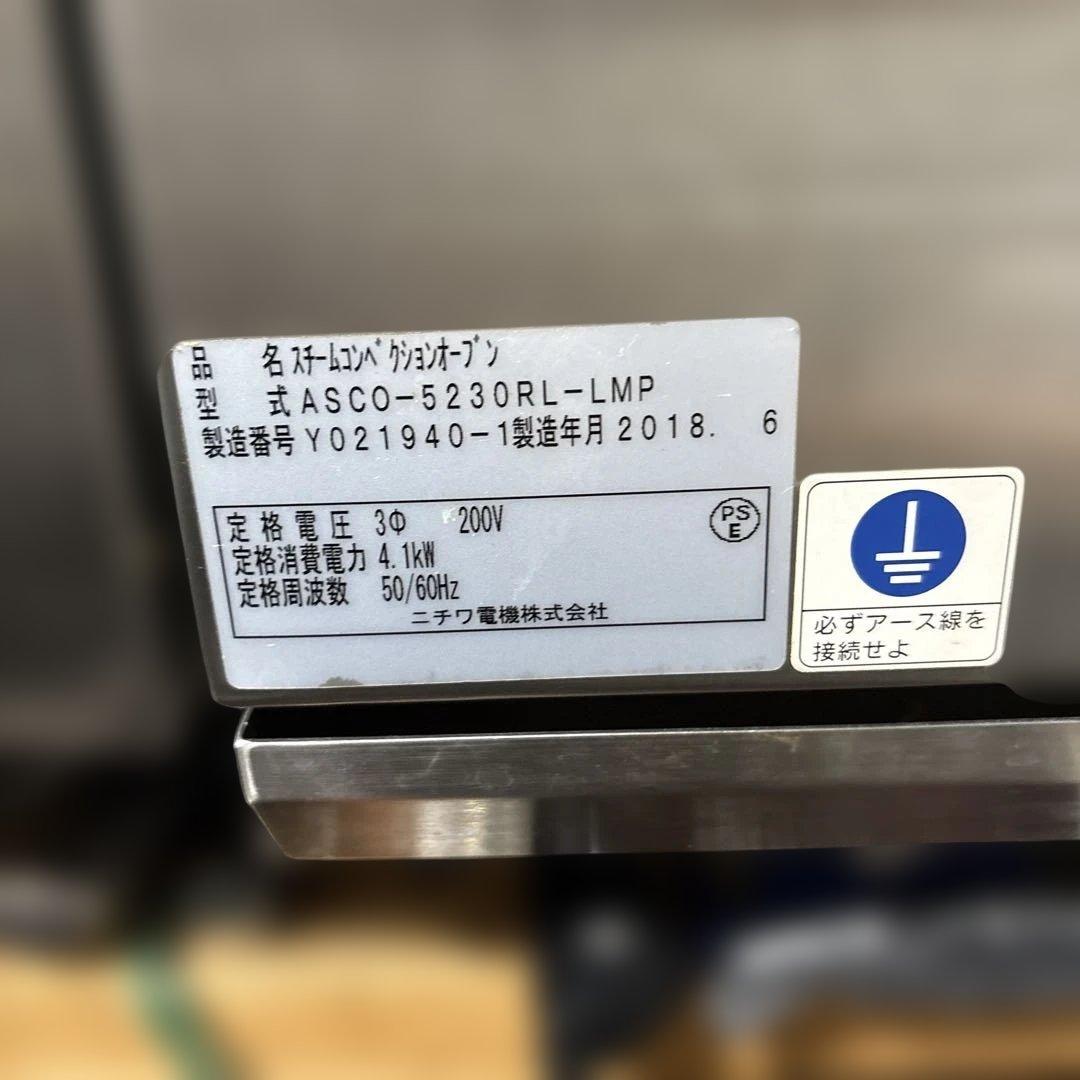 品 名 スチームコンベクションオーブン
型 式 ASCO-5230RL-LMP
製造番号 Y021940-1 製造年月 2018. 6
定格電圧 3Φ 200V
PS
E
定格消費電力 4.1kW
定格周波数 50/60Hz
ニチワ電機株式会社
必ずアース線を
接続せよ